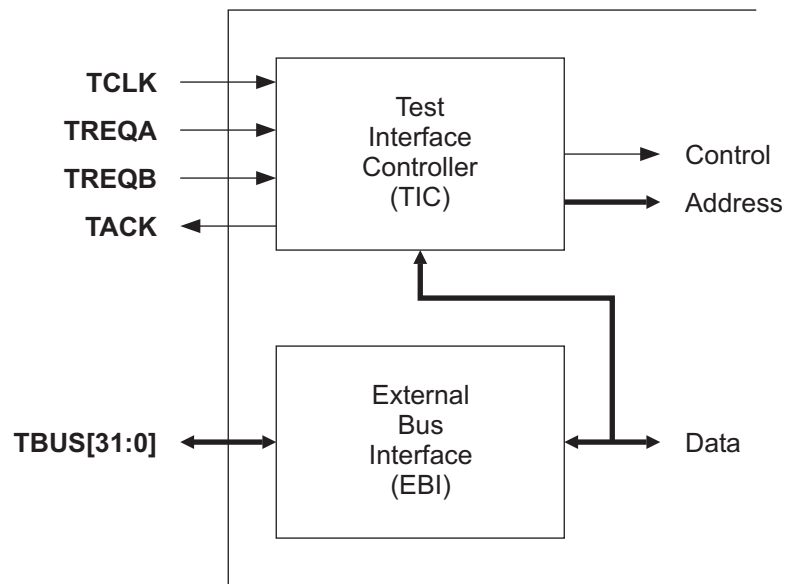 TCLK
TREQA
TREQB
TACK
Test
Interface
Controller
(TIC)
Control
Address
TBUS[31:0]
External
Bus
Interface
(EBI)
Data